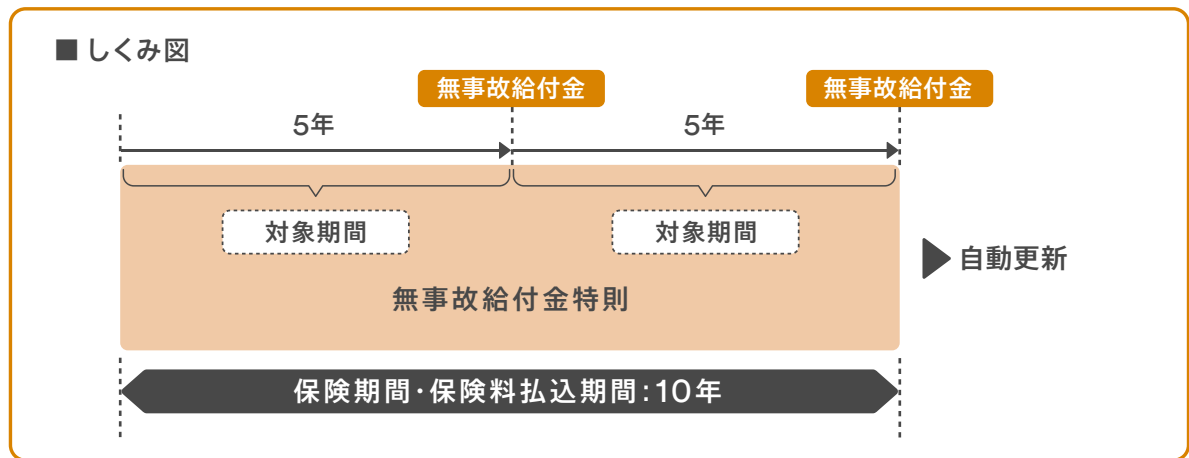 ■ しくみ図
無事故給付金
無事故給付金
5年
5年
対象期間
対象期間
自動更新
無事故給付金特則
保険期間・保険料払込期間:10年